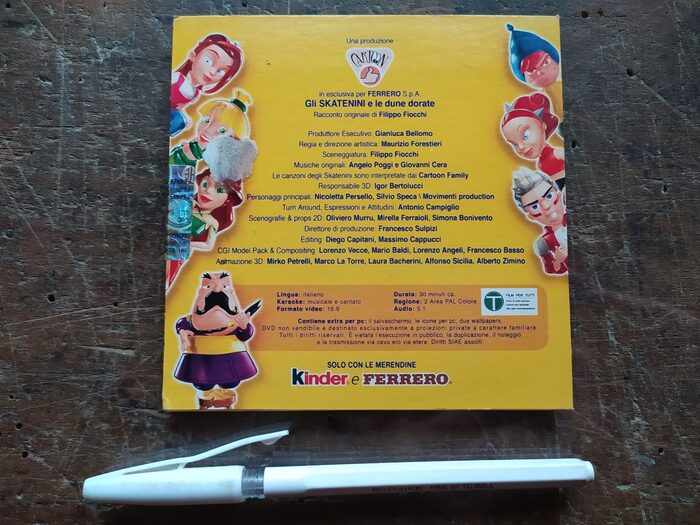 Una produzione
CARTOON
in esclusiva per FERRERO S.p.A.
Gli SKATENINI e le dune dorate
Racconto originale di Filippo Fiocchi
Produttore Esecutivo: Gianluca Bellomo
Regia e direzione artistica: Maurizio Forestieri
Sceneggiatura: Filippo Fiocchi
Musiche originali: Angelo Poggi e Giovanni Cera
Le canzoni degli Skatenini sono interpretate dai Cartoon Family
Responsabile 3D: Igor Bertolucci
Personaggi principali: Nicoletta Persello, Silvio Speca \ Movimenti production
Turn Around, Espressioni e Attitudini: Antonio Campiglio
Scenografie & props 2D: Oliviero Murru, Mirella Ferraioli, Simona Bonivento
Direttore di produzione: Francesco Sulpizi
Editing: Diego Capitani, Massimo Cappucci
CGI Model Pack & Compositing: Lorenzo Vecce, Mario Baldi, Lorenzo Angeli, Francesco Basso
Animazione 3D: Mirko Petrelli, Marco La Torre, Laura Bacherini, Alfonso Sicilia, Alberto Zimino
Lingua: italiano
Karaoke: musicale e cantato
Formato video: 16:9
Durata: 30 minuti ca.
Regione: 2 Area PAL Colore
Audio: 5:1
T
FILM PER TUTTI
Contiene extra per pc: il salvaschermo, le icone per pc, due wallpapers.
DVD non vendibile e destinato esclusivamente a proiezioni private a carattere familiare
Tutti i diritti riservati. È vietata l'esecuzione in pubblico, la duplicazione, il noleggio
e la trasmissione via cavo e/o via etere. Diritti SIAE assolti
SOLO CON LE MERENDINE
Kinder e FERRERO